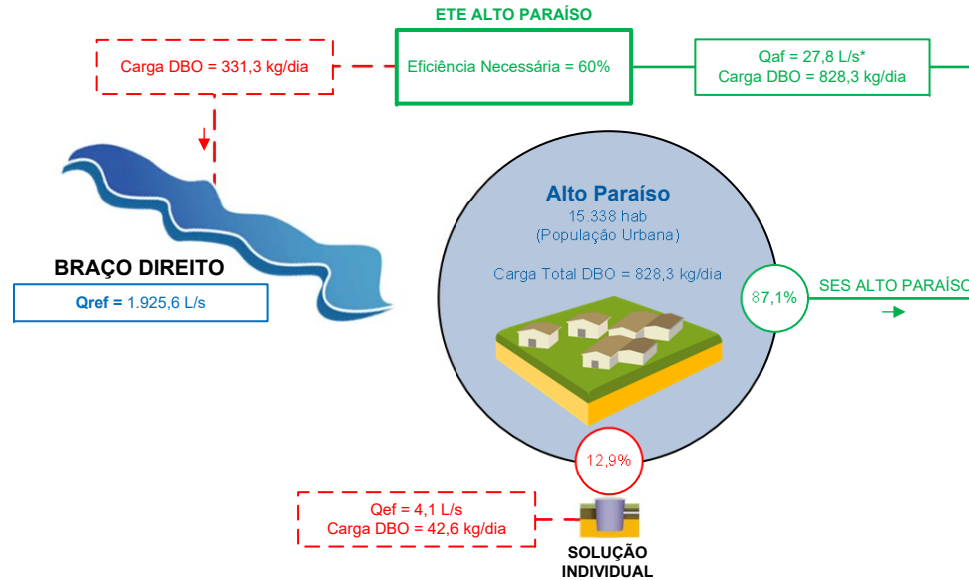 ETE ALTO PARAÍSO
Carga DBO = 331,3 kg/dia
Eficiência Necessária = 60%
Qaf = 27,8 L/s*
Carga DBO = 828,3 kg/dia
Alto Paraíso
15.338 hab
(População Urbana)
Carga Total DBO = 828,3 kg/dia
BRAÇO DIREITO
Qref = 1.925,6 L/s
87,1%
SES ALTO PARAÍSO
12,9%
Qef = 4,1 L/s
Carga DBO = 42,6 kg/dia
SOLUÇÃO
INDIVIDUAL